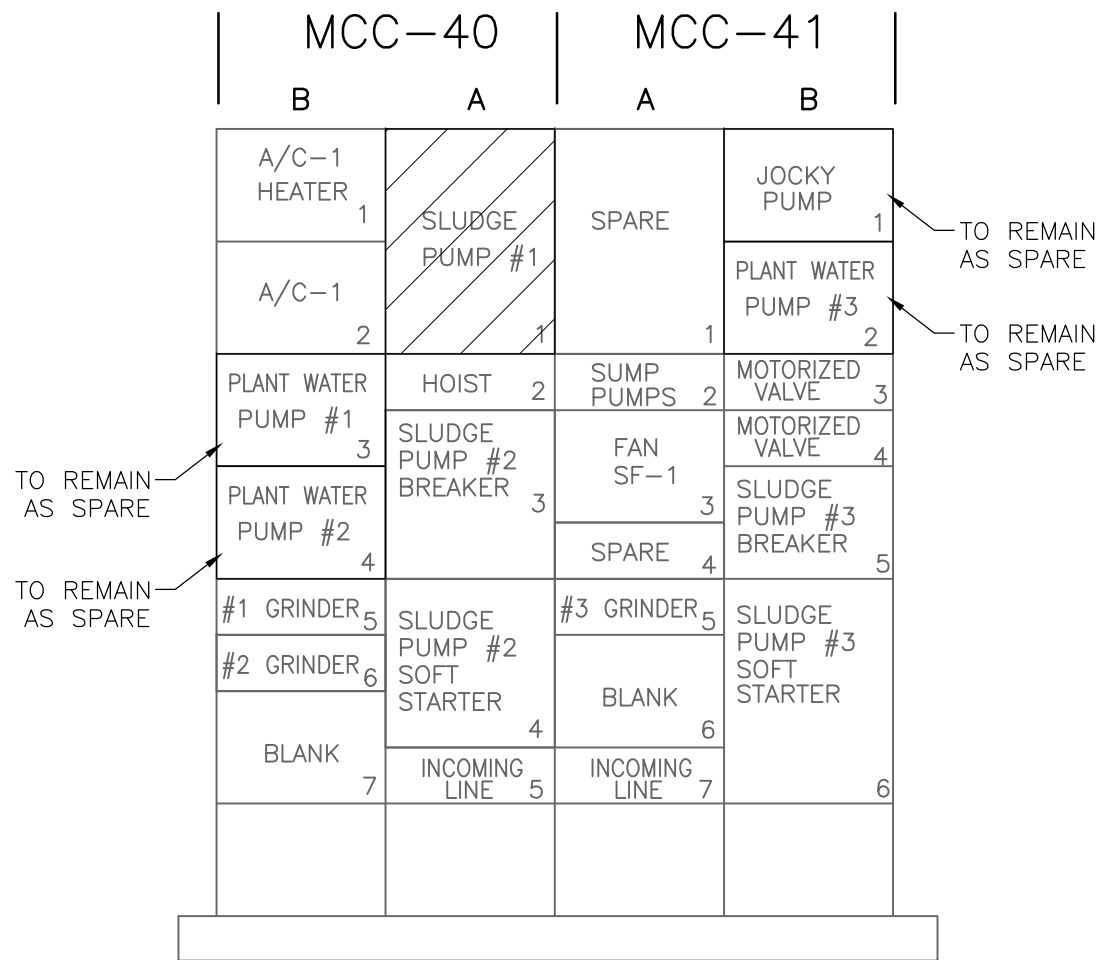 MCC-40
MCC-41
B
A
A
B
A/C-1
HEATER
1
A/C-1
2
PLANT WATER
PUMP #1
3
TO REMAIN
AS SPARE
PLANT WATER
PUMP #2
4
TO REMAIN
AS SPARE
#1 GRINDER 5
#2 GRINDER 6
BLANK
7
SLUDGE
PUMP #1
1
HOIST 2
SLUDGE
PUMP #2
BREAKER
3
SLUDGE
PUMP #2
SOFT
STARTER
4
INCOMING
LINE 5
SPARE
1
SUMP
PUMPS 2
FAN
SF-1
3
SPARE 4
#3 GRINDER 5
BLANK
6
INCOMING
LINE 7
JOCKY
PUMP
1
TO REMAIN
AS SPARE
PLANT WATER
PUMP #3
2
TO REMAIN
AS SPARE
MOTORIZED
VALVE 3
MOTORIZED
VALVE 4
SLUDGE
PUMP #3
BREAKER
5
SLUDGE
PUMP #3
SOFT
STARTER
6